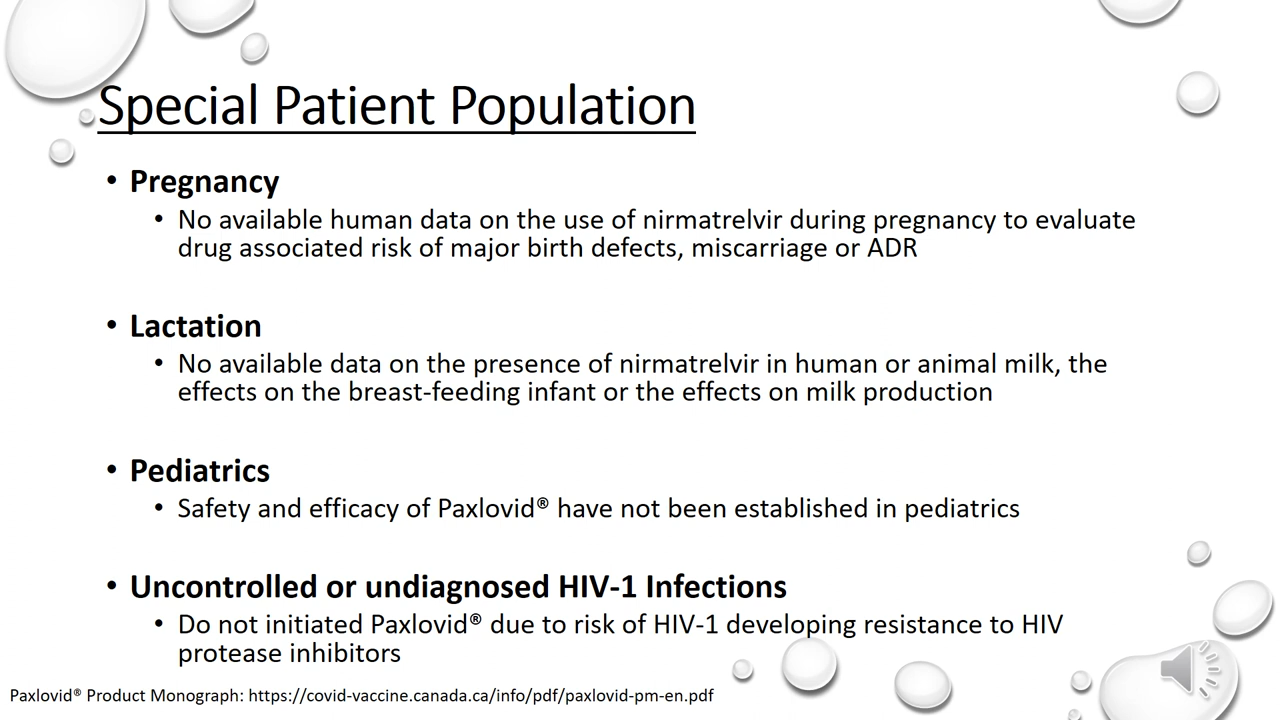 Special Patient Population
• Pregnancy
• No available human data on the use of nirmatrelvir during pregnancy to evaluate
drug associated risk of major birth defects, miscarriage or ADR
• Lactation
• No available data on the presence of nirmatrelvir in human or animal milk, the
effects on the breast-feeding infant or the effects on milk production
• Pediatrics
• Safety and efficacy of Paxlovid® have not been established in pediatrics
• Uncontrolled or undiagnosed HIV-1 Infections
• Do not initiated Paxlovid® due to risk of HIV-1 developing resistance to HIV
protease inhibitors
Paxlovid® Product Monograph: https://covid-vaccine.canada.ca/info/pdf/paxlovid-pm-en.pdf